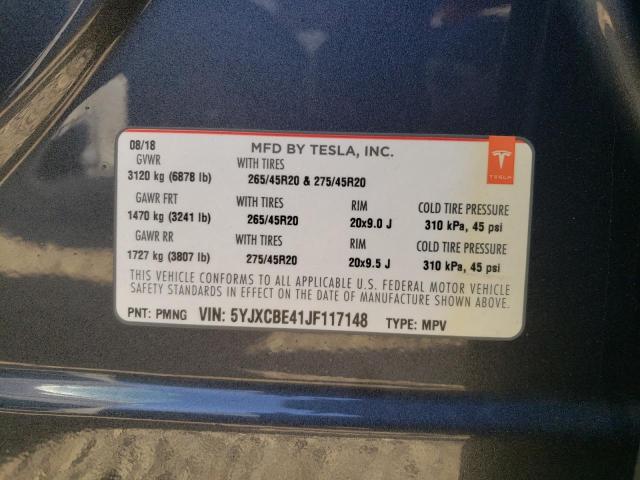 08/18 MFD BY TESLA, INC.
GVWR WITH TIRES
3120 kg (6878 lb) 265/45R20 & 275/45R20
GAWR FRT WITH TIRES RIM COLD TIRE PRESSURE
1470 kg (3241 lb) 265/45R20 20x9.0 J 310 kPa, 45 psi
GAWR RR WITH TIRES RIM COLD TIRE PRESSURE
1727 kg (3807 lb) 275/45R20 20x9.5 J 310 kPa, 45 psi
THIS VEHICLE CONFORMS TO ALL APPLICABLE U.S. FEDERAL MOTOR VEHICLE
SAFETY STANDARDS IN EFFECT ON THE DATE OF MANUFACTURE SHOWN ABOVE.
PNT: PMNG VIN: 5YJXCBE41JF117148 TYPE: MPV
TESLA